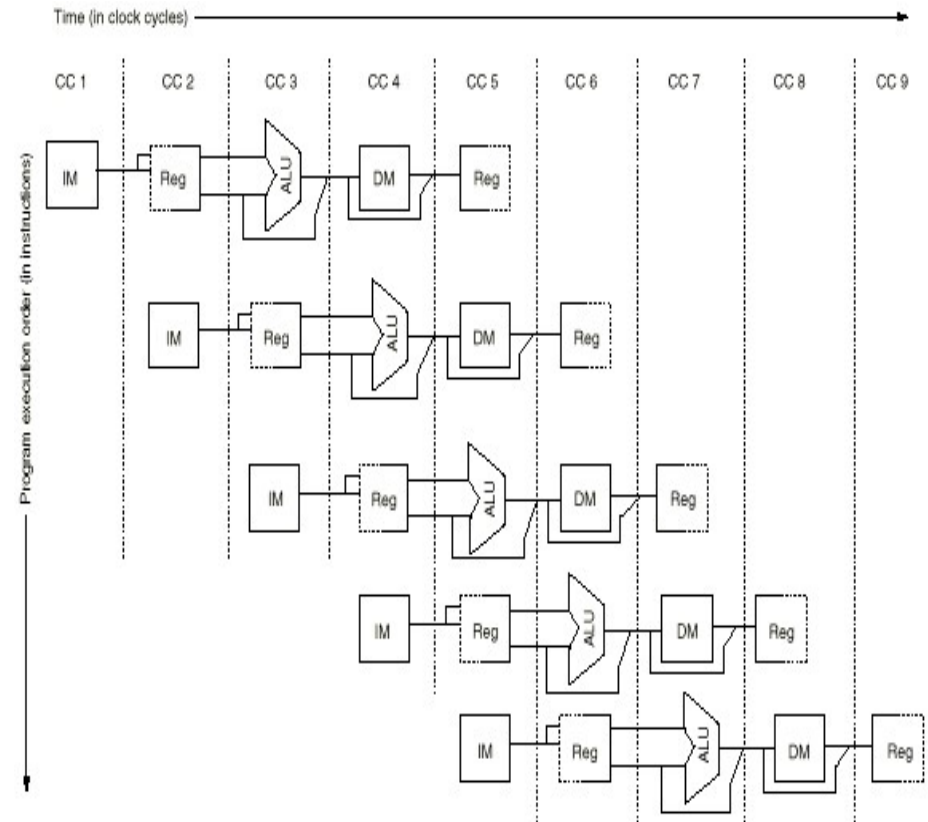 Time (in clock cycles)
CC 1 CC 2 CC 3 CC 4 CC 5 CC 6 CC 7 CC 8 CC 9
Program execution order (in instructions)
IM Reg ALU DM Reg
IM Reg ALU DM Reg
IM Reg ALU DM Reg
IM Reg ALU DM Reg
IM Reg ALU DM Reg